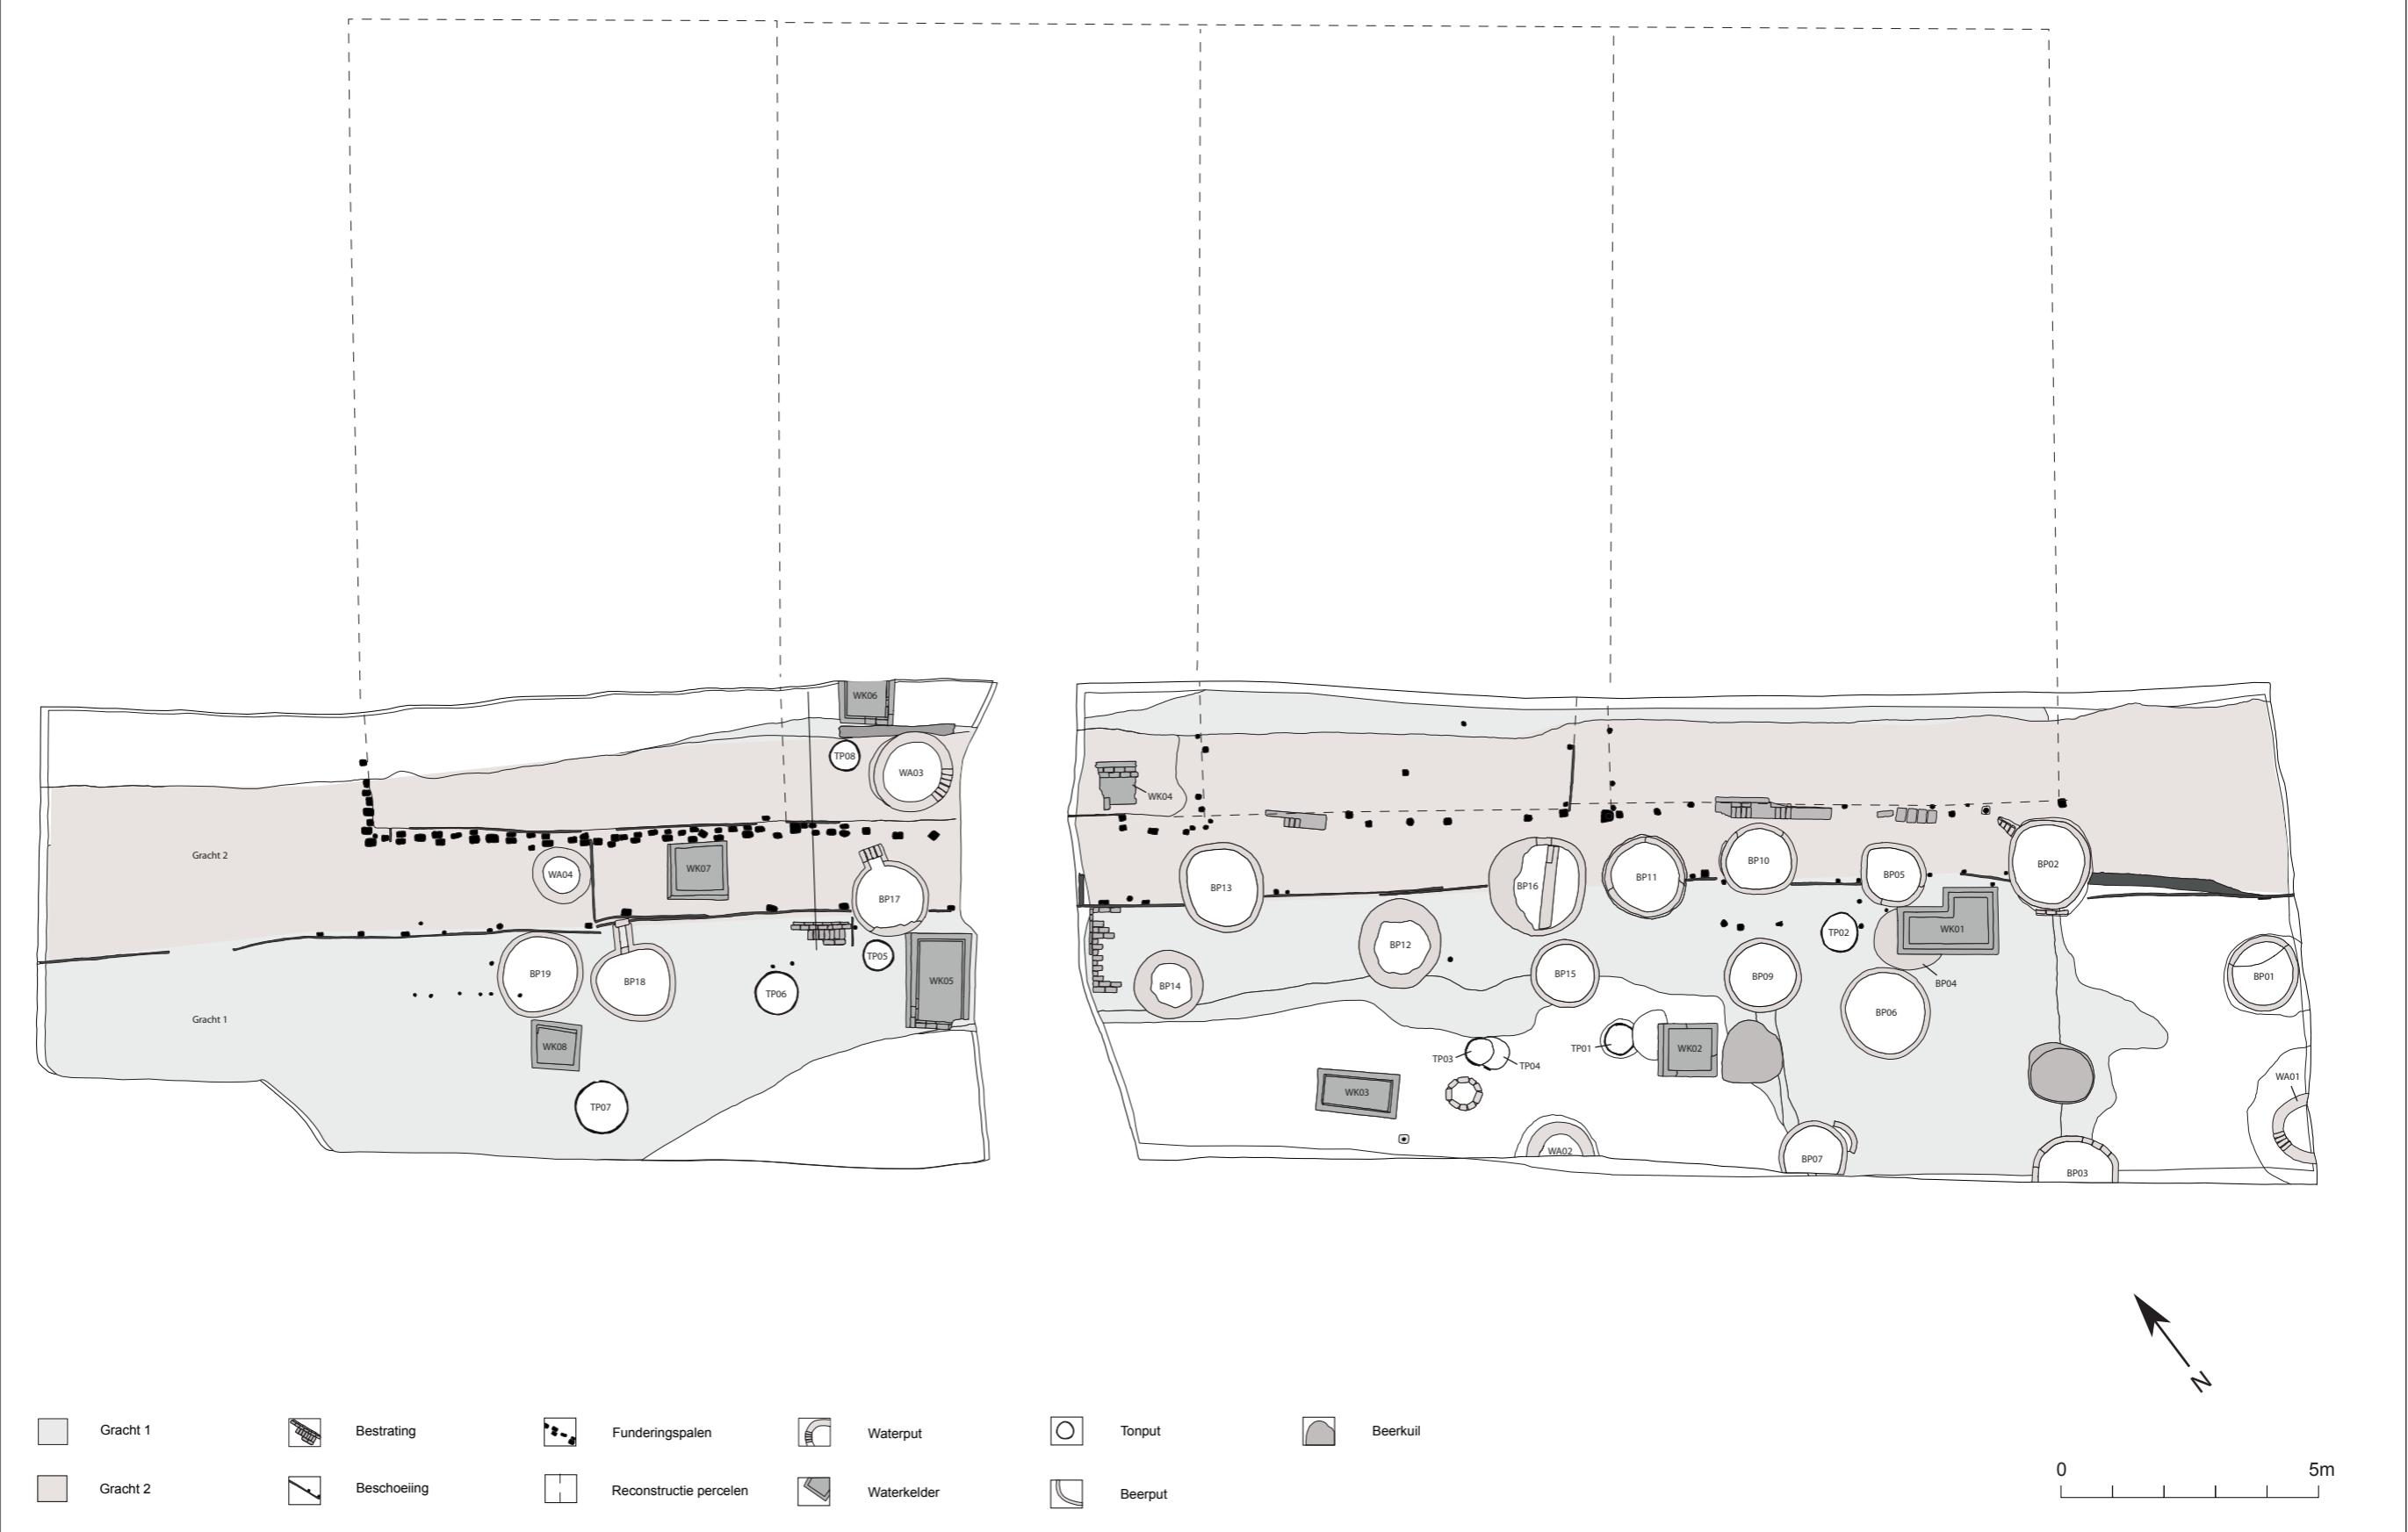 WK06
TP08
WA03
WK04
Gracht 2
WA04
WK07
BP17
BP13
BP16
BP11
BP10
BP05
BP02
BP19
BP18
TP06
TP05
WK05
BP14
BP12
BP15
BP09
TP02
WK01
BP04
BP06
BP01
Gracht 1
WK08
TP07
TP03
TP04
TP01
WK02
WK03
WA02
BP07
BP03
WA01
N
Gracht 1
Bestrating
Funderingspalen
Waterput
Tonput
Beerkuil
Gracht 2
Beschoeiing
Reconstructie percelen
Waterkelder
Beerput
0 5m